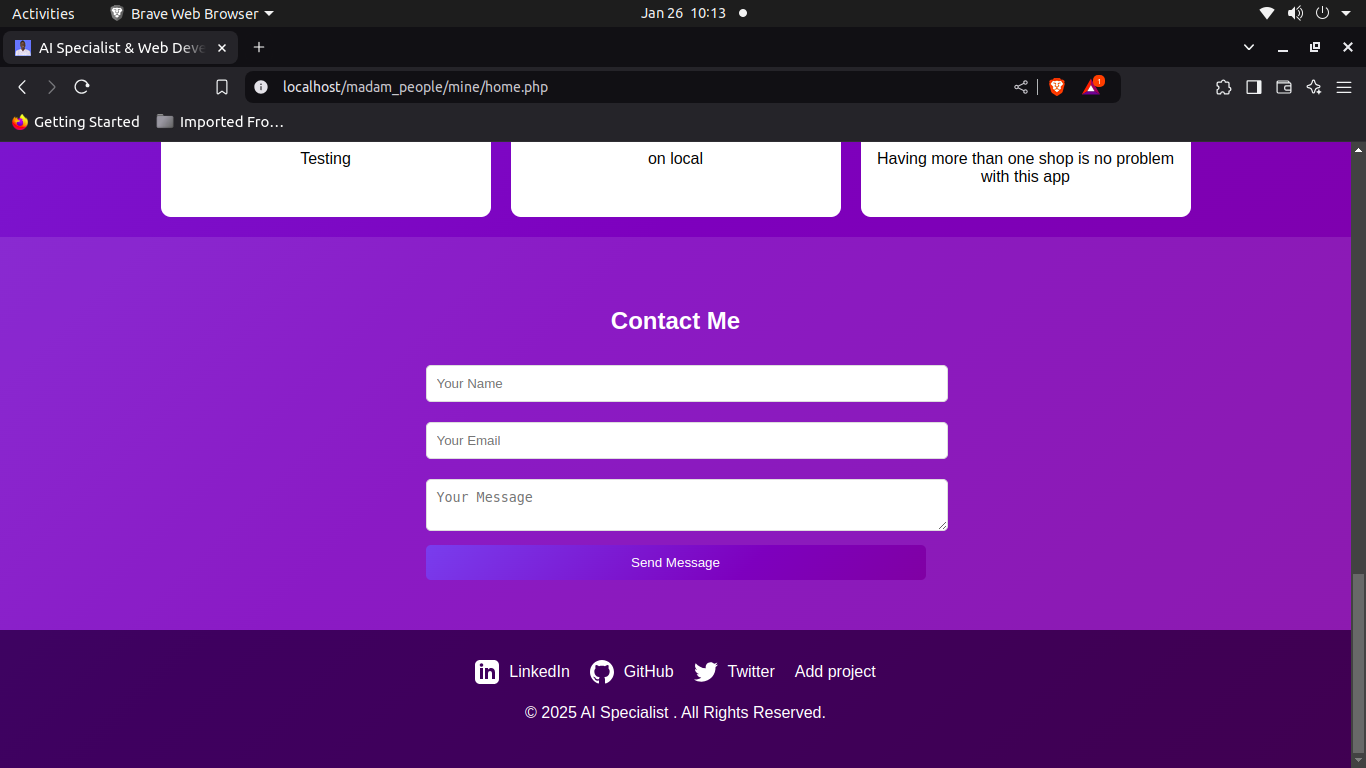 Activities Brave Web Browser Jan 26 10:13
AI Specialist & Web Deve
localhost/madam_people/mine/home.php 1
Getting Started Imported Fro…
Testing
on local
Having more than one shop is no problem
with this app
Contact Me
Your Name
Your Email
Your Message
Send Message
LinkedIn GitHub Twitter Add project
© 2025 AI Specialist . All Rights Reserved.